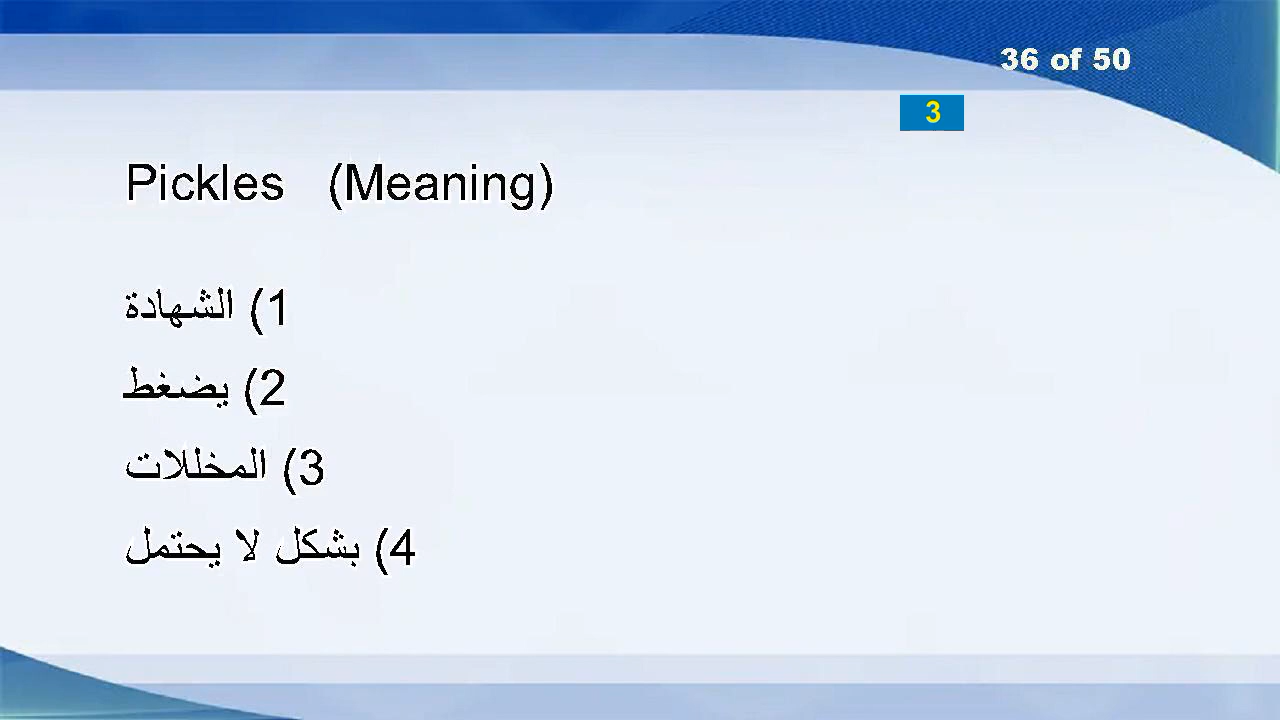 36 of 50
3
Pickles (Meaning)
1) الشهادة
2) يضغط
3) المخللات
4) بشكل لا يحتمل